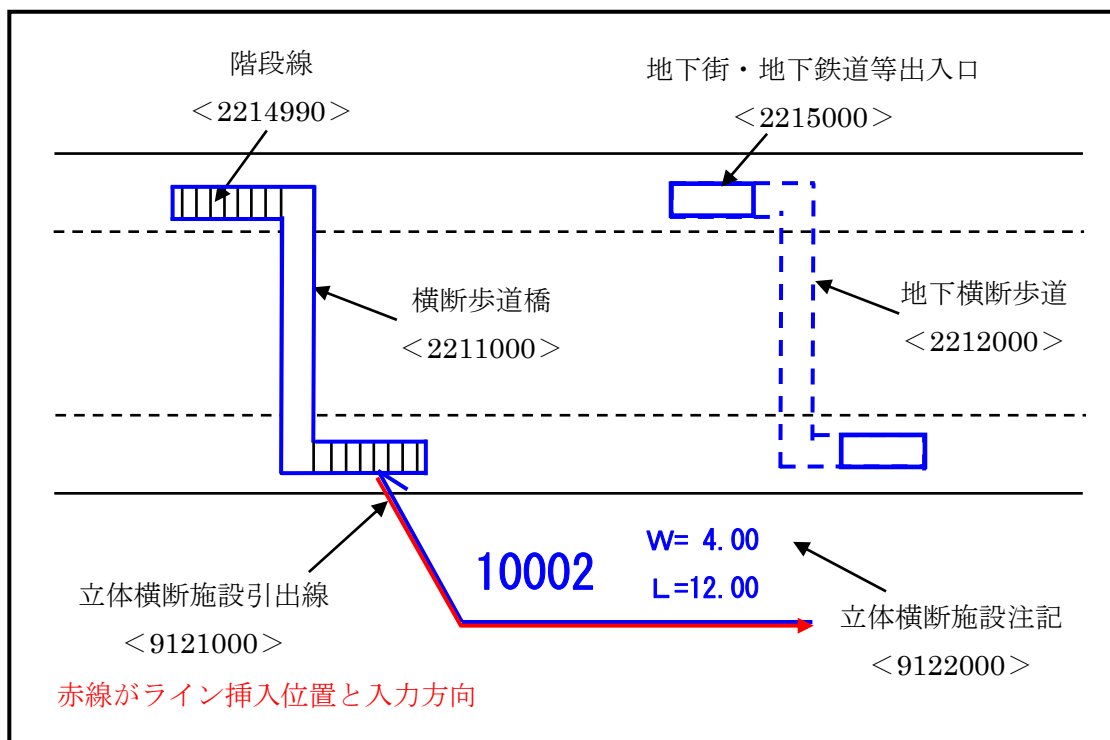 階段線
<2214990>
地下街・地下鉄道等出入口
<2215000>
横断歩道橋
<2211000>
地下横断歩道
<2212000>
10002
W= 4.00
L=12.00
立体横断施設引出線
<9121000>
立体横断施設注記
<9122000>
赤線がライン挿入位置と入力方向